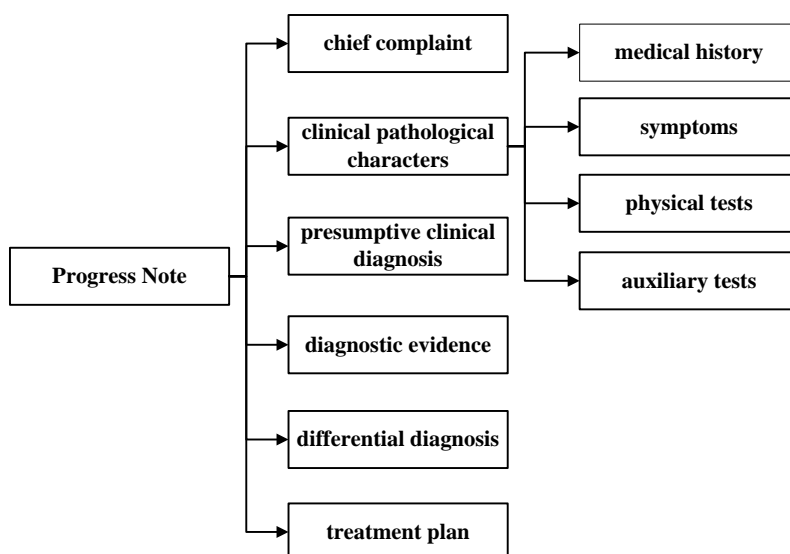 Progress Note
chief complaint
clinical pathological
characters
presumptive clinical
diagnosis
diagnostic evidence
differential diagnosis
treatment plan
medical history
symptoms
physical tests
auxiliary tests